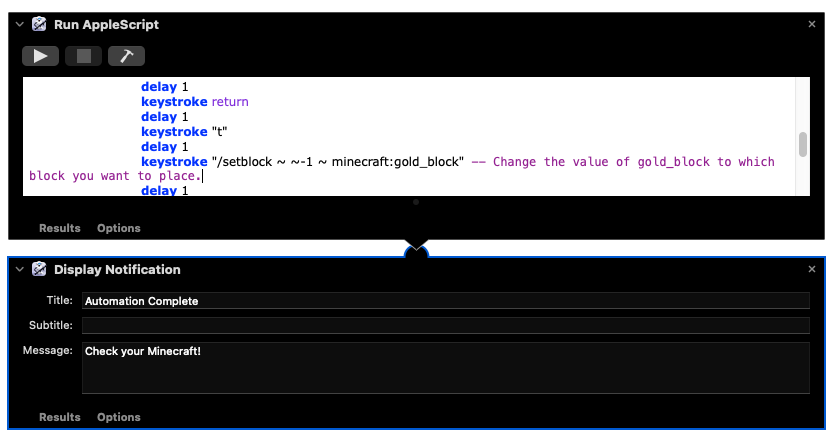 Run AppleScript
delay 1
keystroke return
delay 1
keystroke "t"
delay 1
keystroke "/setblock ~ ~-1 ~ minecraft:gold_block" -- Change the value of gold_block to which
block you want to place.
delay 1
Results Options
Display Notification
Title: Automation Complete
Subtitle:
Message: Check your Minecraft!
Results Options